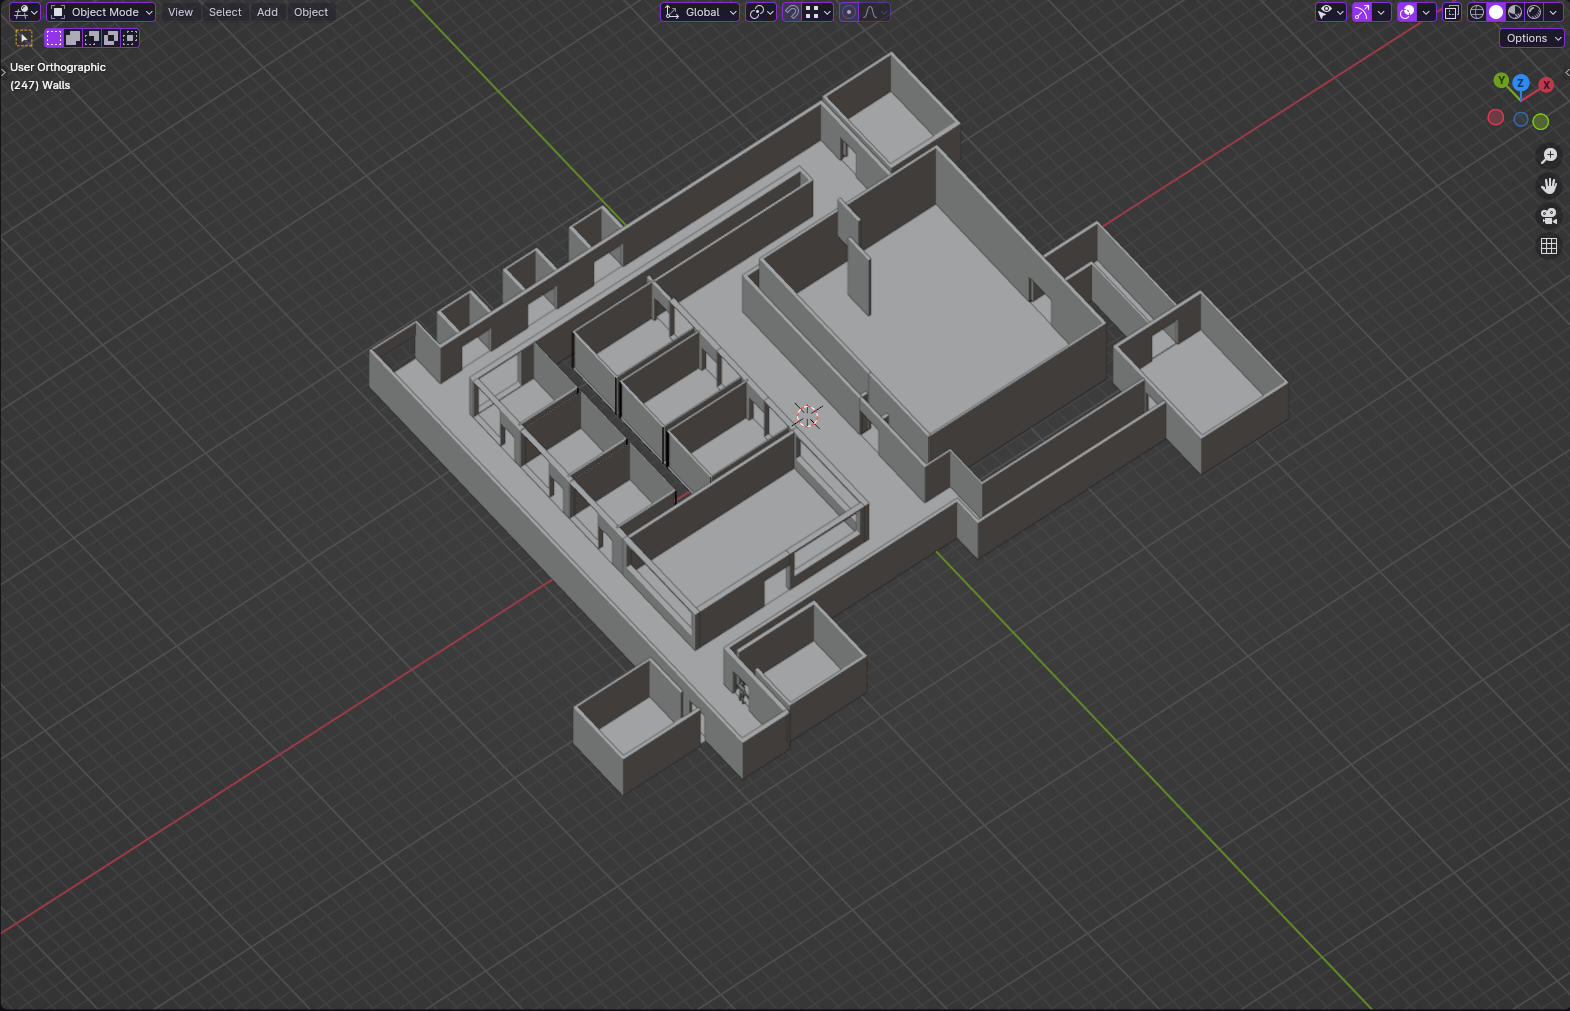 Object Mode View Select Add Object Global
Options
User Orthographic
(247) Walls
Y Z X